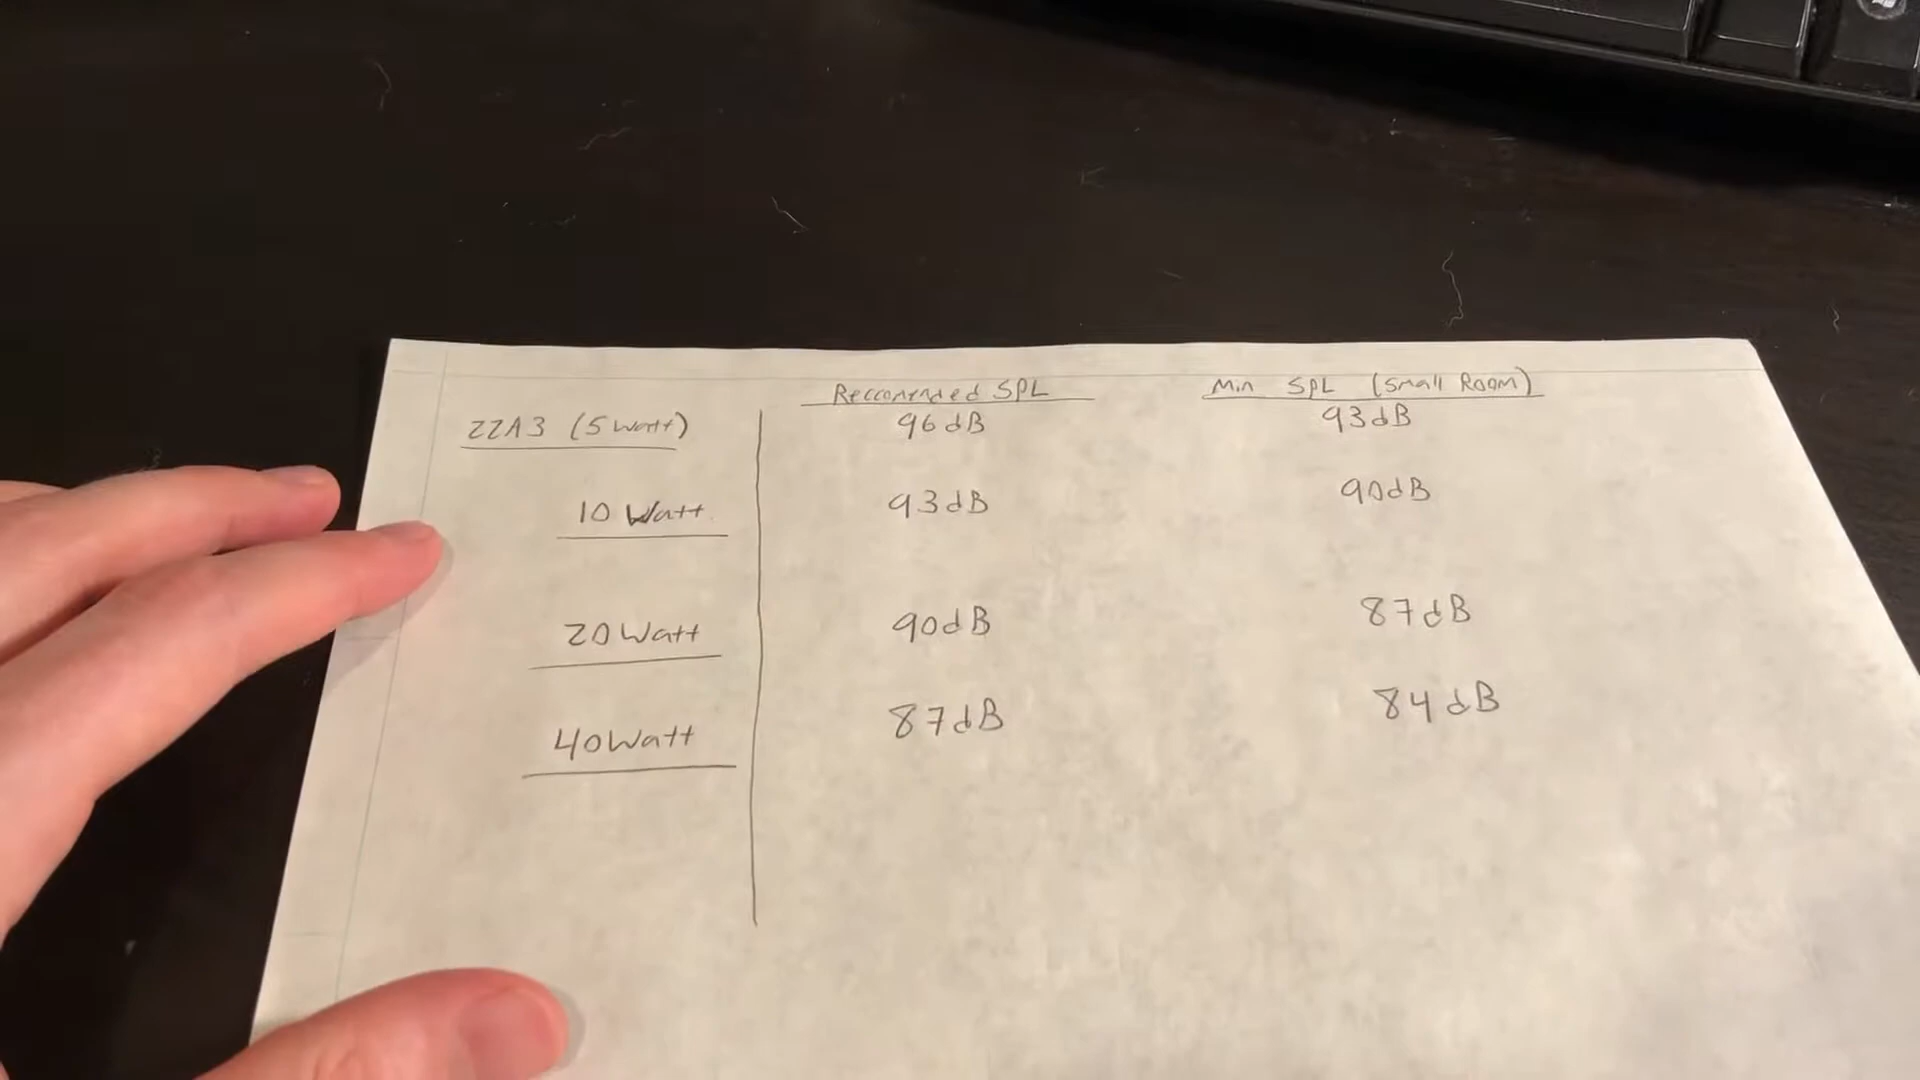 Reccomended SPL Min SPL (Small Room)
ZZA3 (5 Watt) 96dB 93dB
10 Watt 93dB 90dB
20 Watt 90dB 87dB
40 Watt 87dB 84dB